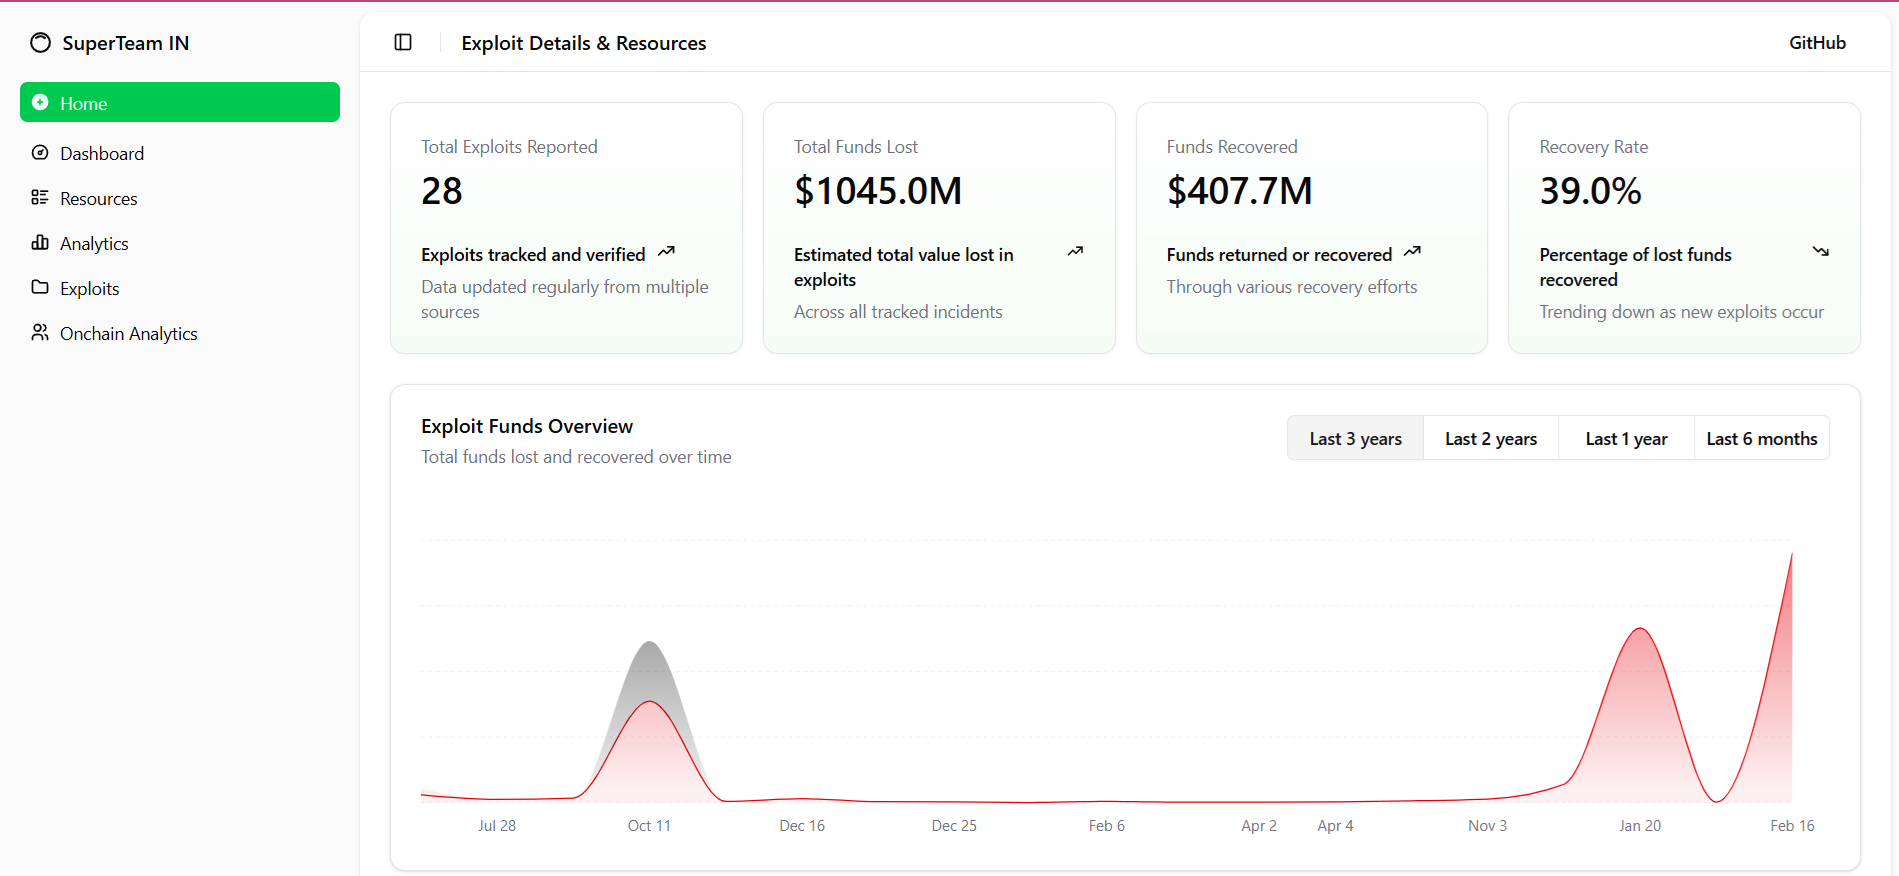 SuperTeam IN
Home
Dashboard
Resources
Analytics
Exploits
Onchain Analytics
Exploit Details & Resources
GitHub
Total Exploits Reported
28
Exploits tracked and verified
Data updated regularly from multiple
sources
Total Funds Lost
$1045.0M
Estimated total value lost in
exploits
Across all tracked incidents
Funds Recovered
$407.7M
Funds returned or recovered
Through various recovery efforts
Recovery Rate
39.0%
Percentage of lost funds
recovered
Trending down as new exploits occur
Exploit Funds Overview
Total funds lost and recovered over time
Last 3 years
Last 2 years
Last 1 year
Last 6 months
Jul 28
Oct 11
Dec 16
Dec 25
Feb 6
Apr 2
Apr 4
Nov 3
Jan 20
Feb 16